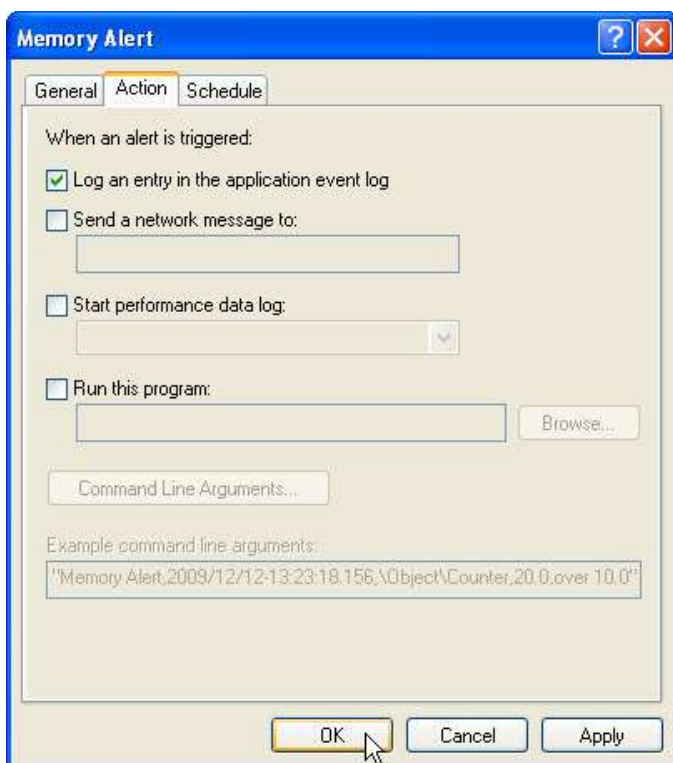 Memory Alert
General Action Schedule
When an alert is triggered:
Log an entry in the application event log
Send a network message to:
Start performance data log:
Run this program:
Browse...
Command Line Arguments...
Example command line arguments:
"Memory Alert,2009/12/12-13:23:18.156,\Object\Counter,20.0,over 10.0"
OK Cancel Apply